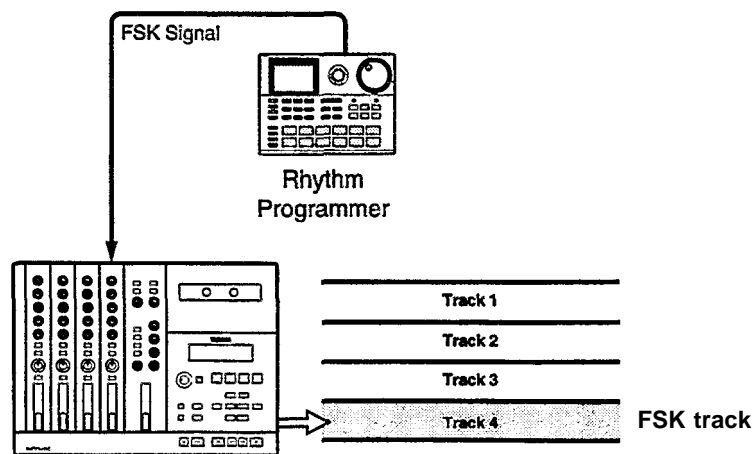 FSK Signal
Rhythm
Programmer
Track 1
Track 2
Track 3
Track 4
FSK track